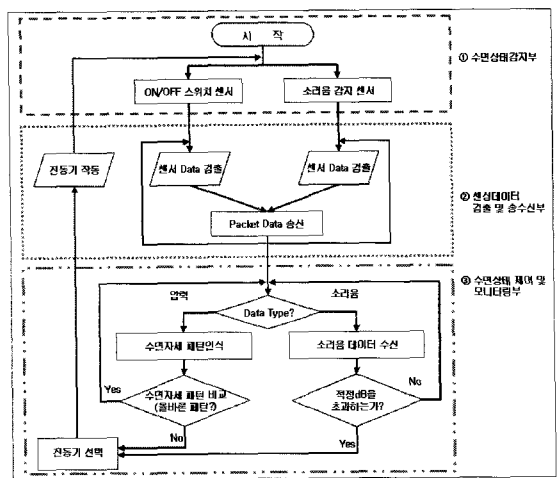 시 작
① 수면상태감지부
ON/OFF 스위치 센서
소리음 감지 센서
진동기 작동
센서 Data 검출
센서 Data 검출
② 센싱데이터
검출 및 송수신부
Packet Data 송신
③ 수면상태 제어 및
모니터링부
압력
소리음
Data Type?
수면자세 패턴인식
소리음 데이터 수신
Yes
수면자세 패턴 비교
(올바른 패턴?)
적정dB을
초과하는가?
No
No
Yes
진동기 선택